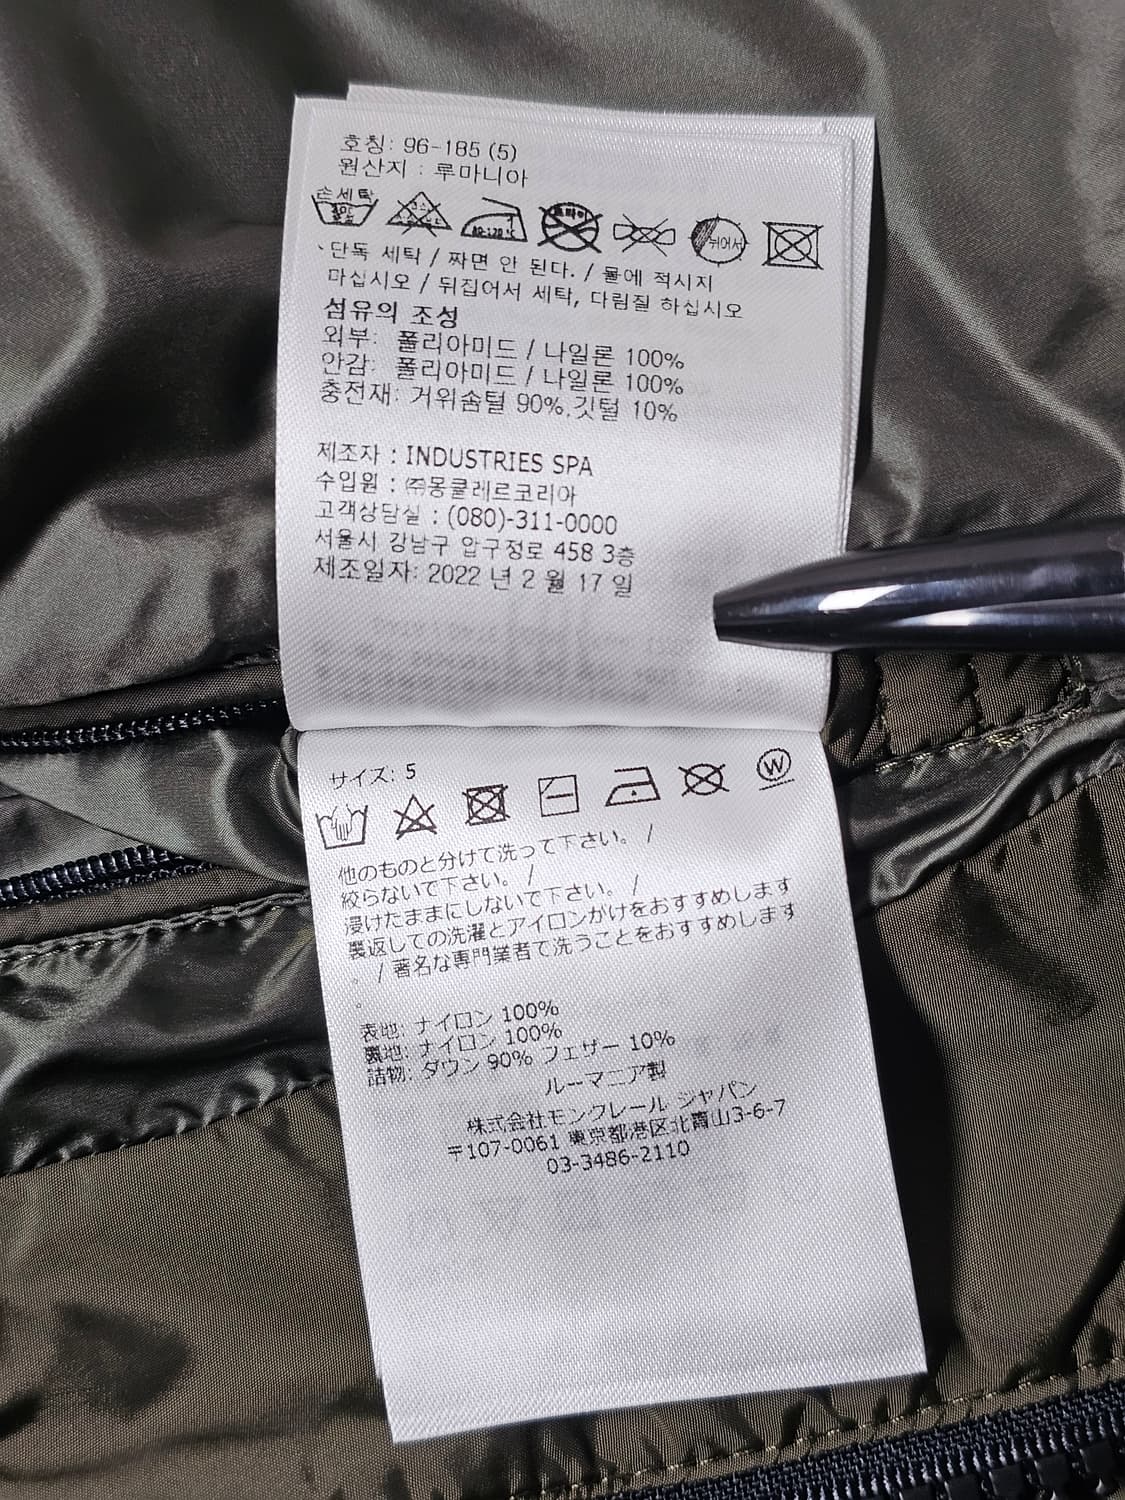 호칭: 96-185 (5)
원산지 : 루마니아
손세탁
중성
드라이
80-120℃
뉘어서
、단독 세탁 / 짜면 안 된다. / 물에 적시지
마십시오 / 뒤집어서 세탁, 다림질 하십시오
섬유의 조성
외부: 폴리아미드 / 나일론 100%
안감: 폴리아미드 / 나일론 100%
충전재: 거위솜털 90%,깃털 10%
제조자 : INDUSTRIES SPA
수입원 : ㈜몽클레르코리아
고객상담실 : (080)-311-0000
서울시 강남구 압구정로 458 3층
제조일자: 2022 년 2 월 17 일
サイズ: 5
W
他のものと分けて洗って下さい。 /
絞らないで下さい。 /
浸けたままにしないで下さい。 /
裏返しての洗濯とアイロンがけをおすすめします
。 / 著名な専門業者で洗うことをおすすめします
。
表地: ナイロン 100%
裏地: ナイロン 100%
詰物: ダウン 90% フェザー 10%
ルーマニア製
株式会社モンクレール ジャパン
〒107-0061 東京都港区北青山3-6-7
03-3486-2110